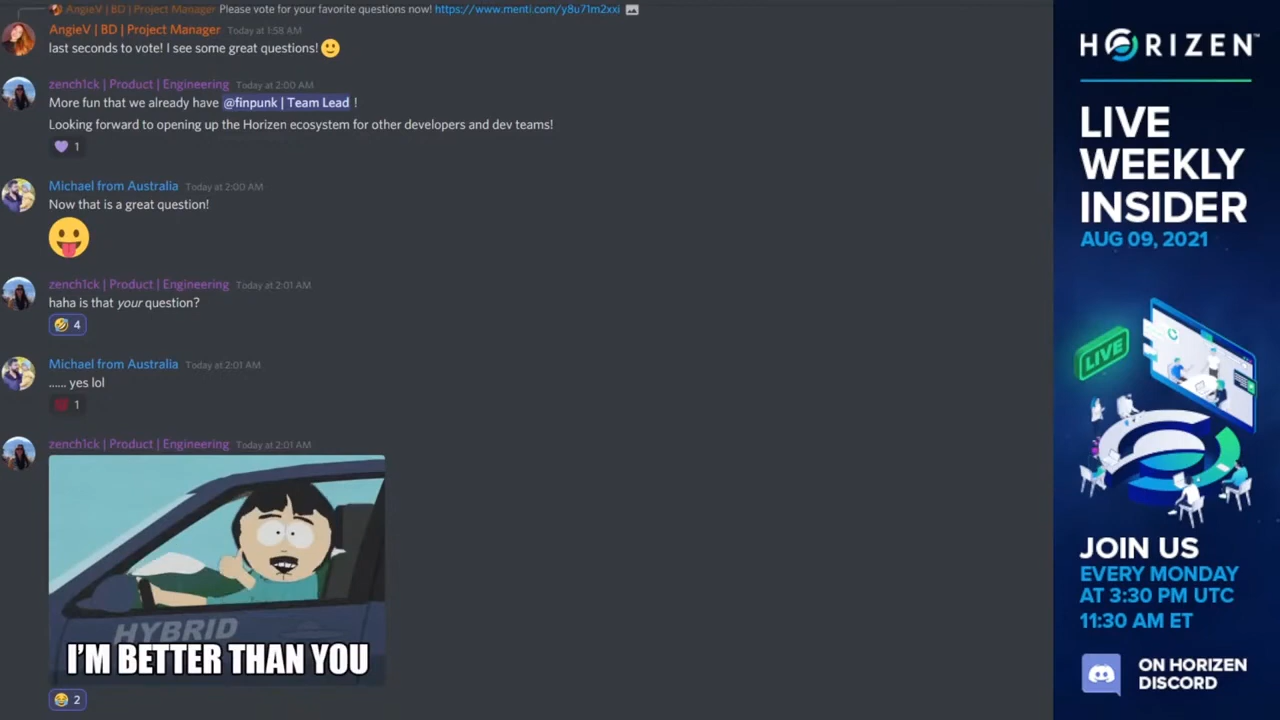 AngieV | BD | Project Manager Please vote for your favorite questions now! https://www.menti.com/y8u71m2xxi
AngieV | BD | Project Manager Today at 1:58 AM
last seconds to vote! I see some great questions!
zench1ck | Product | Engineering Today at 2:00 AM
More fun that we already have @finpunk | Team Lead !
Looking forward to opening up the Horizen ecosystem for other developers and dev teams!
1
Michael from Australia Today at 2:00 AM
Now that is a great question!
zench1ck | Product | Engineering Today at 2:01 AM
haha is that your question?
4
Michael from Australia Today at 2:01 AM
...... yes lol
1
zench1ck | Product | Engineering Today at 2:01 AM
HYBRID
I'M BETTER THAN YOU
2
HORIZEN™
LIVE
WEEKLY
INSIDER
AUG 09, 2021
LIVE
JOIN US
EVERY MONDAY
AT 3:30 PM UTC
11:30 AM ET
ON HORIZEN
DISCORD